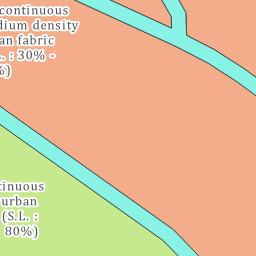 continuous
dium density
an fabric
. : 30% -
%)
tinuous
urban
(S.L. :
80%)